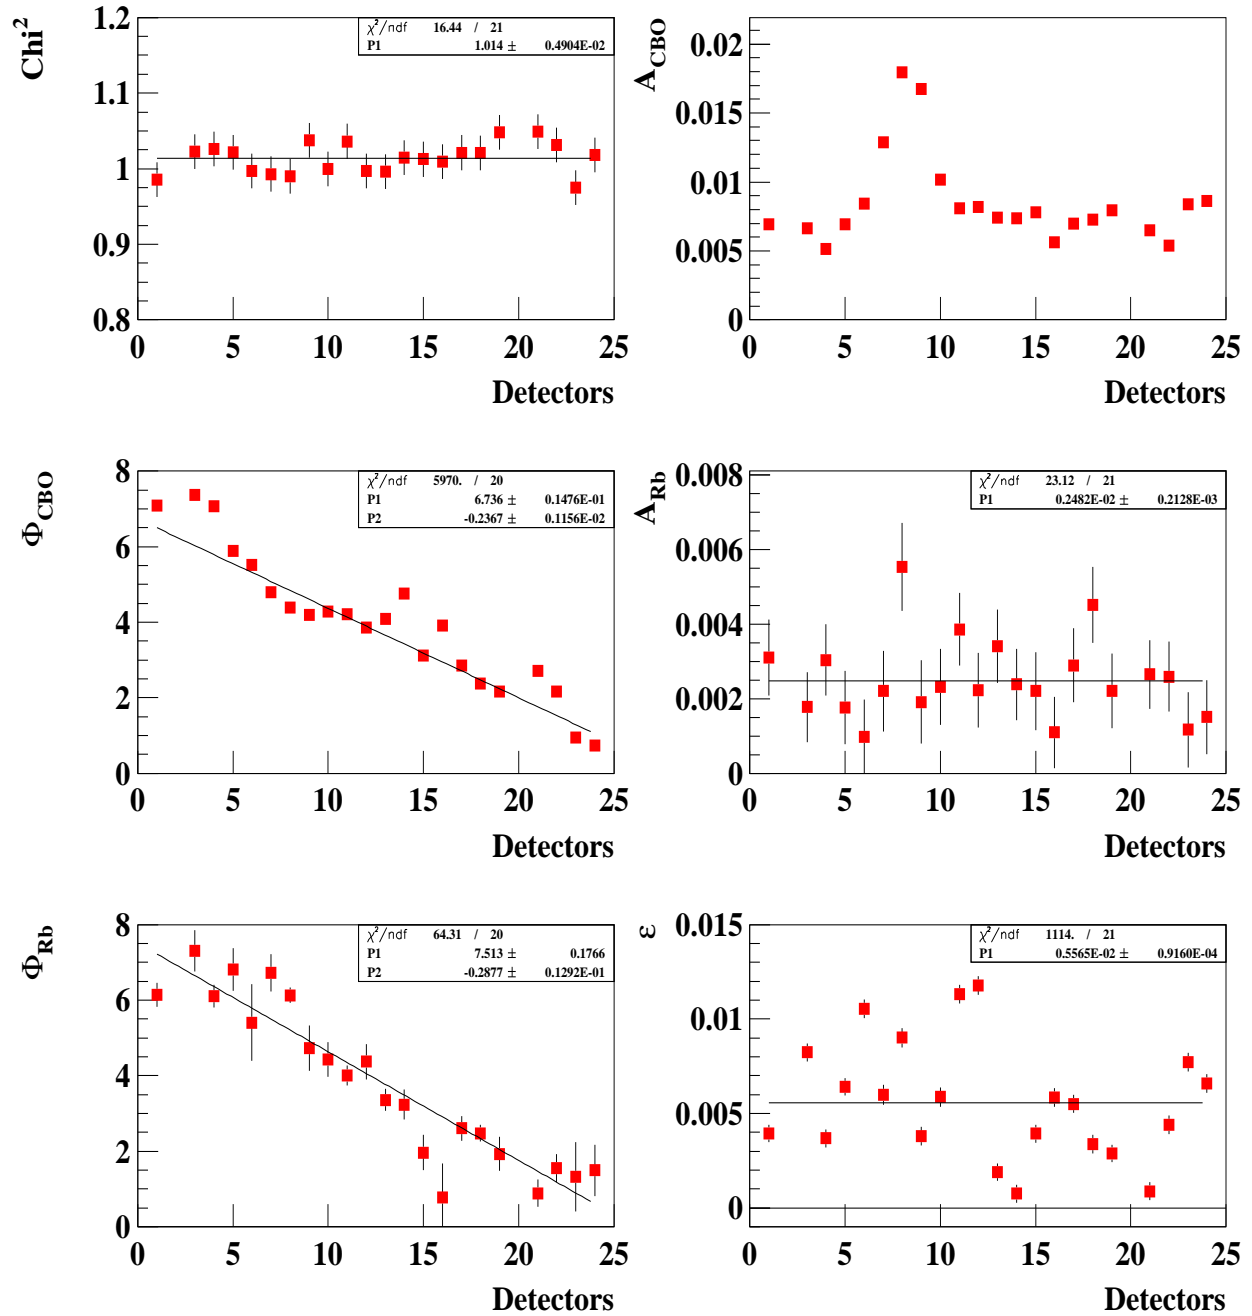 Chi²
1.2
1.1
1
0.9
0.8
χ²/ndf 16.44 / 21
P1 1.014 ± 0.4904E-02
0 5 10 15 20 25
Detectors
A_CBO
0.02
0.015
0.01
0.005
0
0 5 10 15 20 25
Detectors
Φ_CBO
8
6
4
2
0
χ²/ndf 5970. / 20
P1 6.736 ± 0.1476E-01
P2 -0.2367 ± 0.1156E-02
0 5 10 15 20 25
Detectors
A_Rb
0.008
0.006
0.004
0.002
0
χ²/ndf 23.12 / 21
P1 0.2482E-02 ± 0.2128E-03
0 5 10 15 20 25
Detectors
Φ_Rb
8
6
4
2
0
χ²/ndf 64.31 / 20
P1 7.513 ± 0.1766
P2 -0.2877 ± 0.1292E-01
0 5 10 15 20 25
Detectors
ε
0.015
0.01
0.005
0
χ²/ndf 1114. / 21
P1 0.5565E-02 ± 0.9160E-04
0 5 10 15 20 25
Detectors